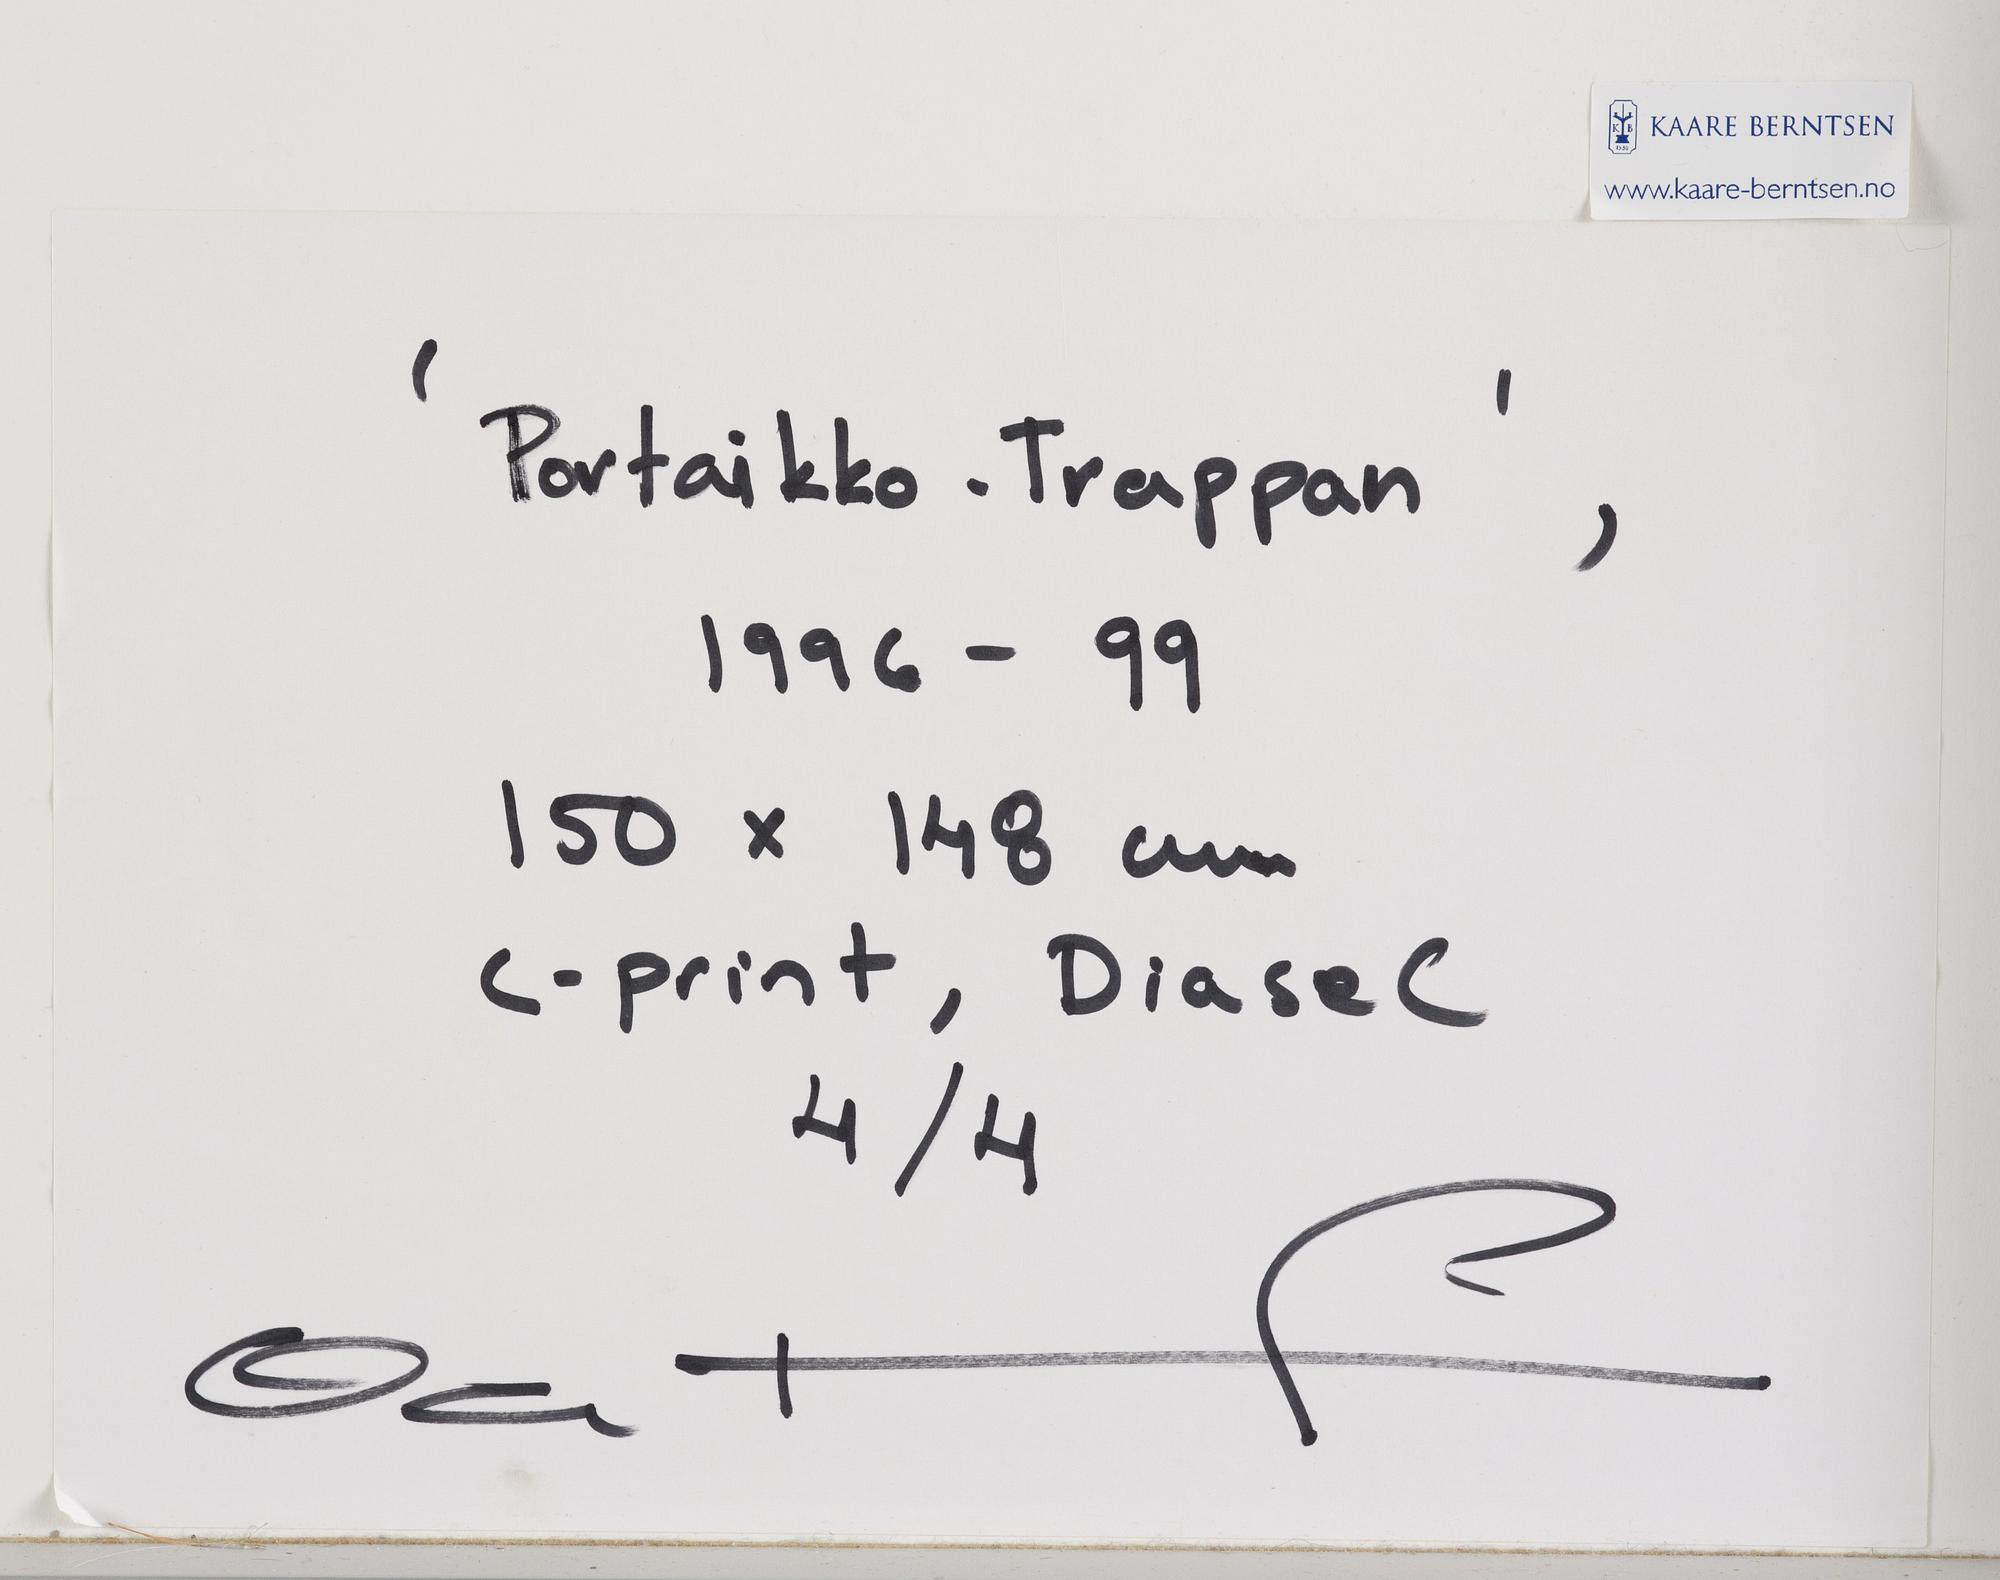 KAARE BERNTSEN
www.kaare-berntsen.no
'Portaikko - Trappan',
1996 - 99
150 x 148 cm
c-print, Diasec
4/4